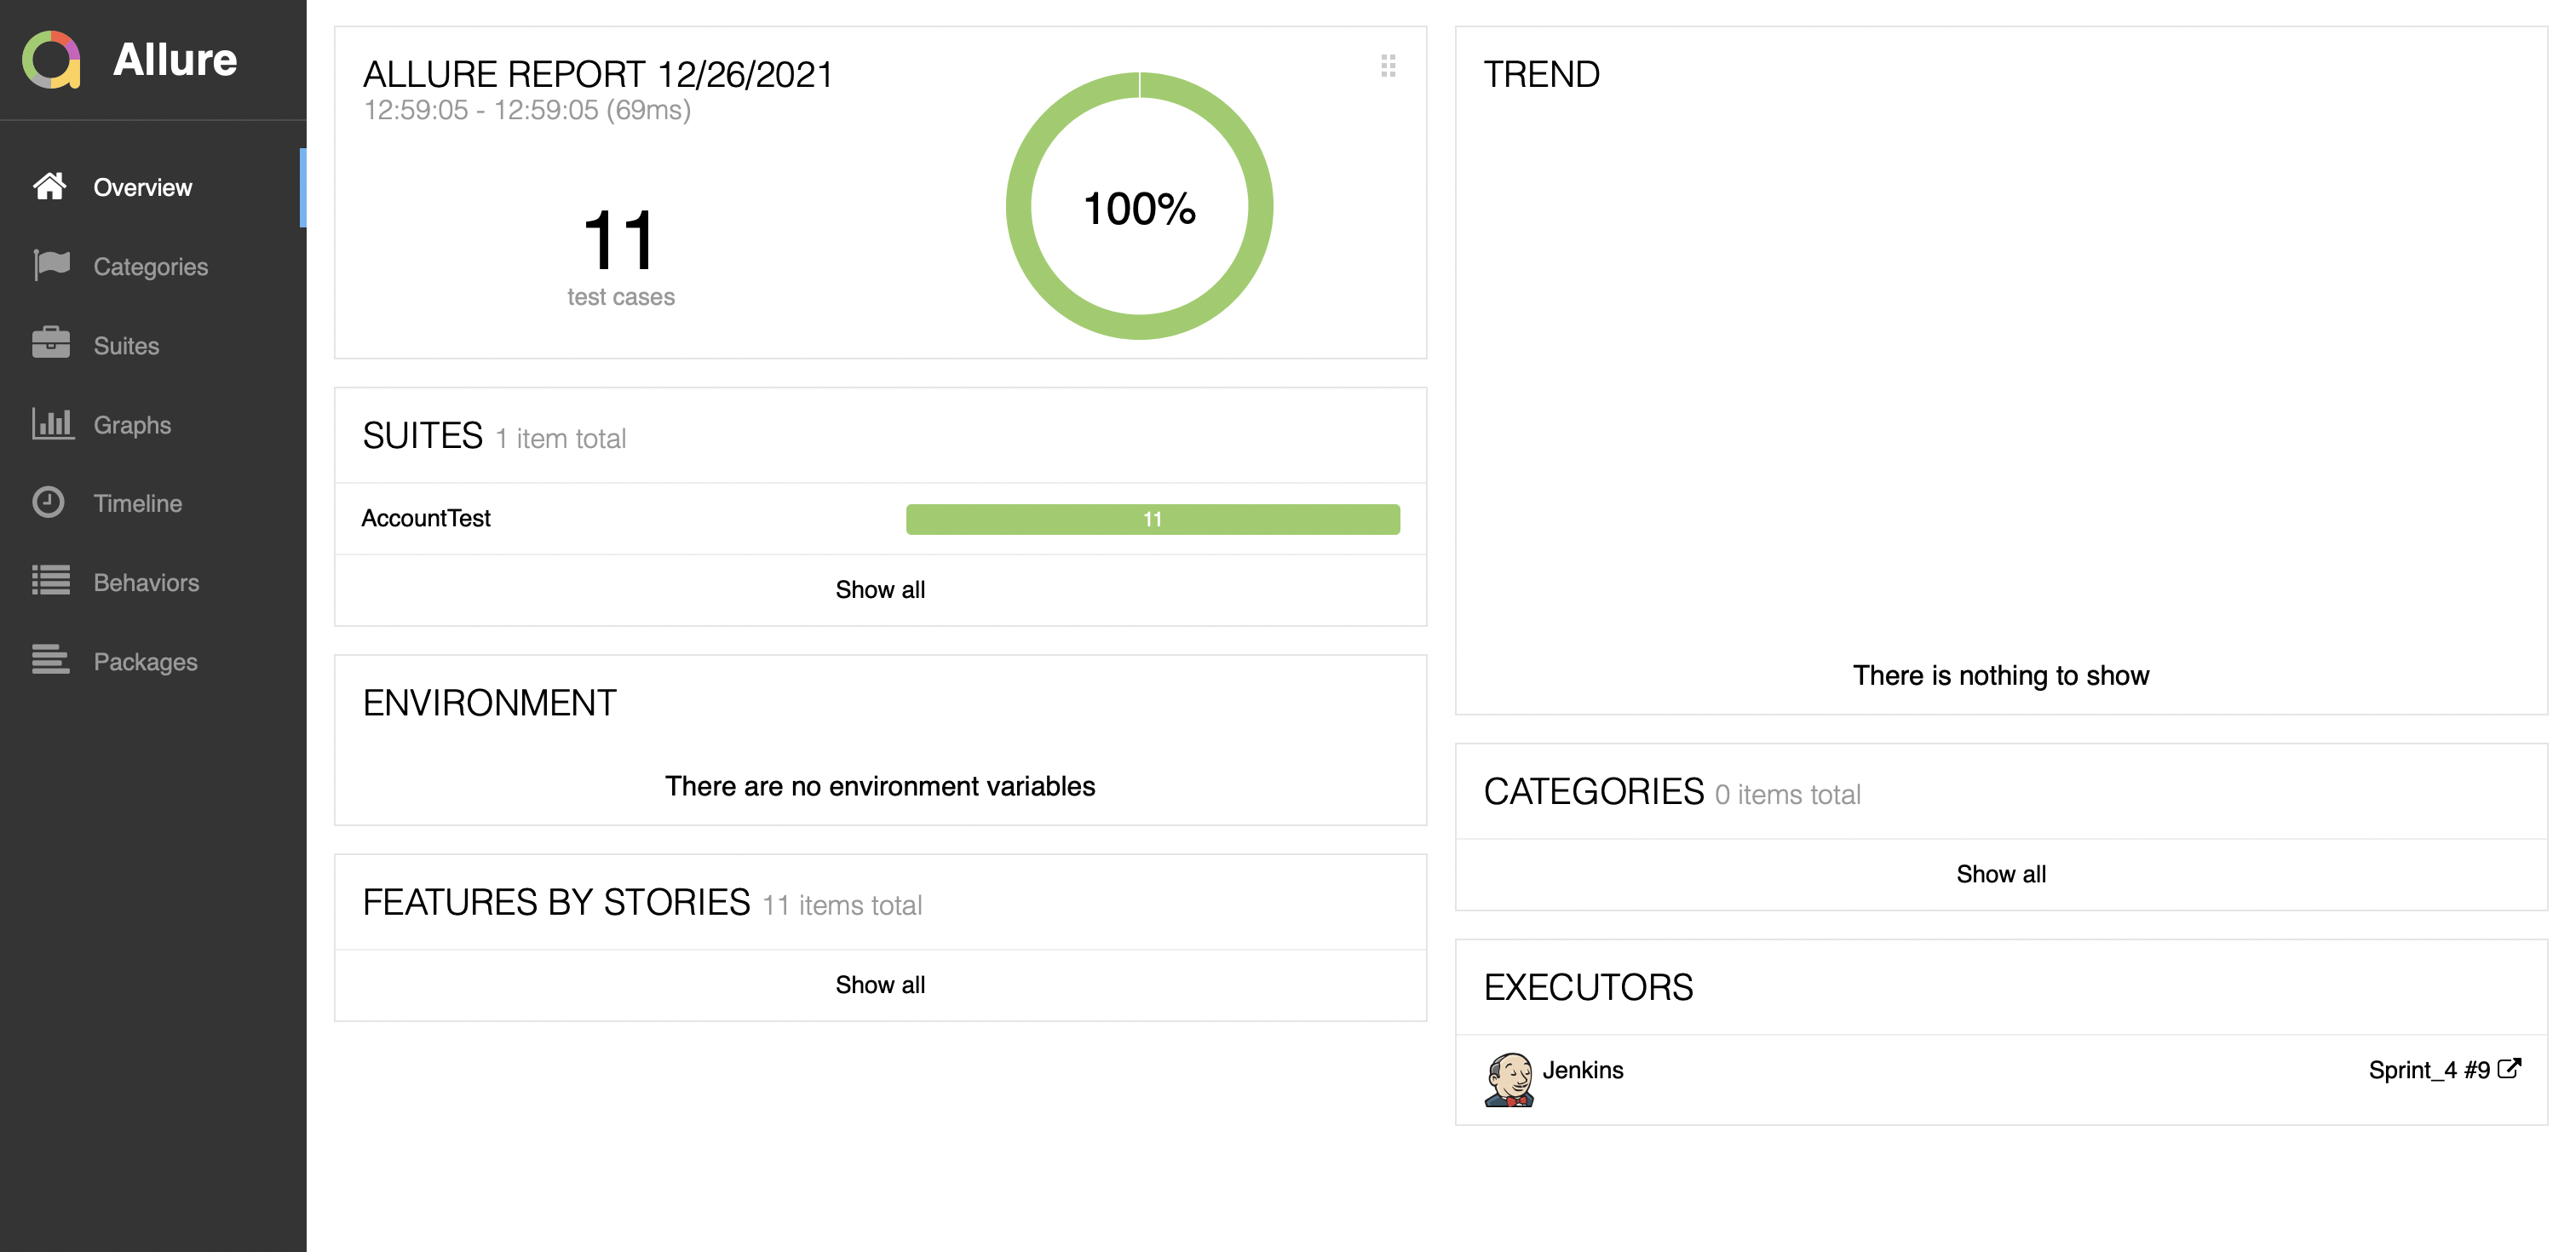 Allure
Overview
Categories
Suites
Graphs
Timeline
Behaviors
Packages
ALLURE REPORT 12/26/2021
12:59:05 - 12:59:05 (69ms)
11
test cases
100%
SUITES 1 item total
AccountTest 11
Show all
ENVIRONMENT
There are no environment variables
FEATURES BY STORIES 11 items total
Show all
TREND
There is nothing to show
CATEGORIES 0 items total
Show all
EXECUTORS
Jenkins Sprint_4 #9